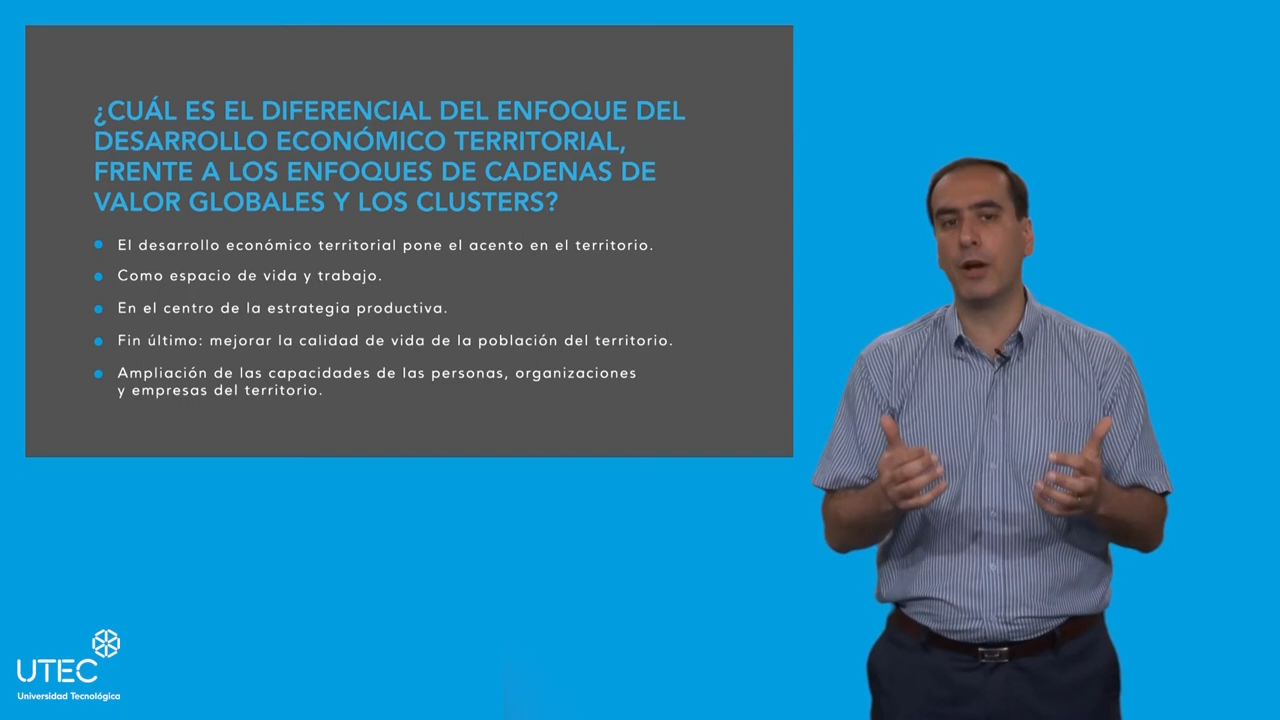 ¿CUÁL ES EL DIFERENCIAL DEL ENFOQUE DEL
DESARROLLO ECONÓMICO TERRITORIAL,
FRENTE A LOS ENFOQUES DE CADENAS DE
VALOR GLOBALES Y LOS CLUSTERS?
El desarrollo económico territorial pone el acento en el territorio.
Como espacio de vida y trabajo.
En el centro de la estrategia productiva.
Fin último: mejorar la calidad de vida de la población del territorio.
Ampliación de las capacidades de las personas, organizaciones
y empresas del territorio.
UTEC
Universidad Tecnológica